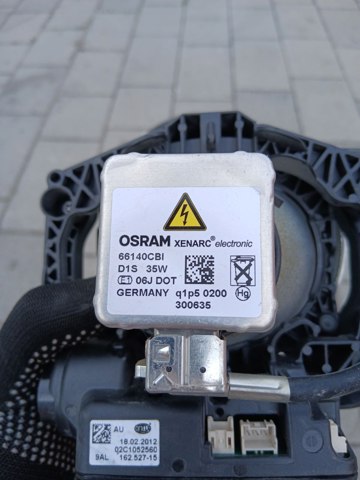 OSRAM XENARC® electronic
66140CBI
D1S 35W
E1 06J DOT
GERMANY q1p5 0200
300635
Hg
AU
18.02.2012
02C1052560
9AL 162 527-15